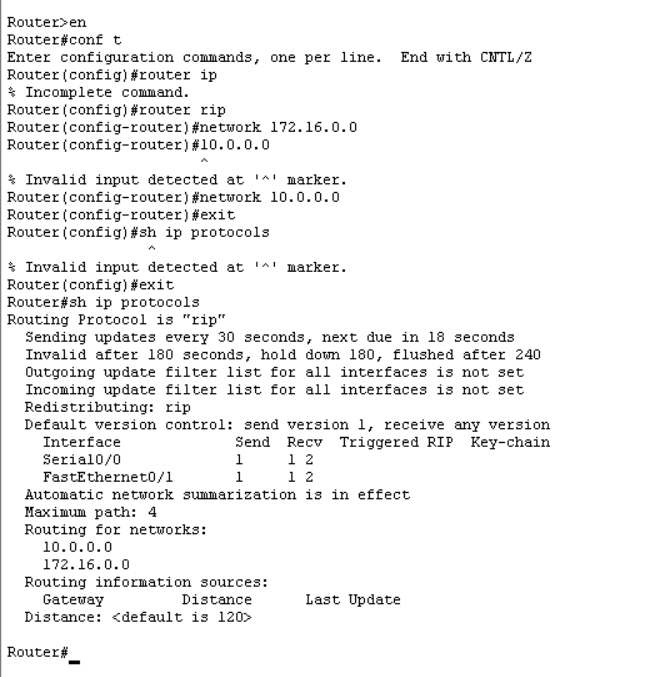 Router>en
Router#conf t
Enter configuration commands, one per line.  End with CNTL/Z
Router(config)#router ip
% Incomplete command.
Router(config)#router rip
Router(config-router)#network 172.16.0.0
Router(config-router)#10.0.0.0
^
% Invalid input detected at '^' marker.
Router(config-router)#network 10.0.0.0
Router(config-router)#exit
Router(config)#sh ip protocols
^
% Invalid input detected at '^' marker.
Router(config)#exit
Router#sh ip protocols
Routing Protocol is "rip"
  Sending updates every 30 seconds, next due in 18 seconds
  Invalid after 180 seconds, hold down 180, flushed after 240
  Outgoing update filter list for all interfaces is not set
  Incoming update filter list for all interfaces is not set
  Redistributing: rip
  Default version control: send version 1, receive any version
    Interface             Send  Recv  Triggered RIP  Key-chain
    Serial0/0             1     1 2
    FastEthernet0/1       1     1 2
  Automatic network summarization is in effect
  Maximum path: 4
  Routing for networks:
    10.0.0.0
    172.16.0.0
  Routing information sources:
    Gateway         Distance      Last Update
  Distance: <default is 120>
Router#_